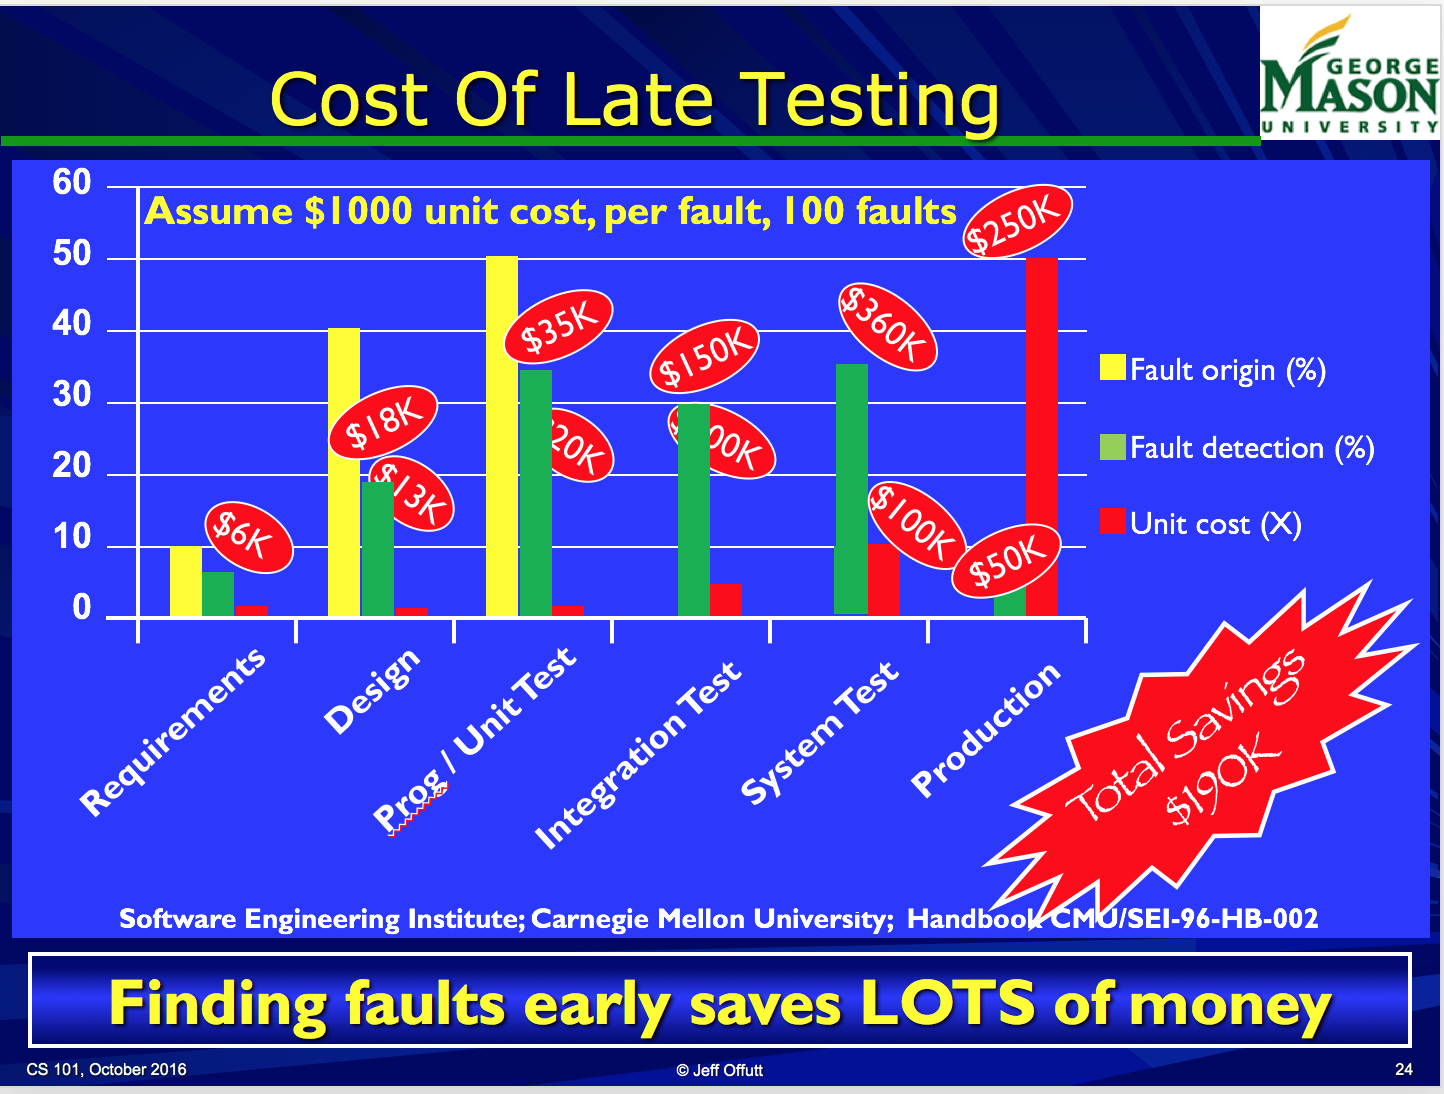 Cost Of Late Testing
GEORGE
MASON
UNIVERSITY
60
Assume $1000 unit cost, per fault, 100 faults
$250K
50
$360K
$35K
40
$150K
30
$18K
20K
00K
20
$13K
$100K
$6K
10
$50K
0
Fault origin (%)
Fault detection (%)
Unit cost (X)
Requirements
Design
Prog / Unit Test
Integration Test
System Test
Production
Total Savings
$190K
Software Engineering Institute; Carnegie Mellon University; Handbook CMU/SEI-96-HB-002
Finding faults early saves LOTS of money
CS 101, October 2016
© Jeff Offutt
24